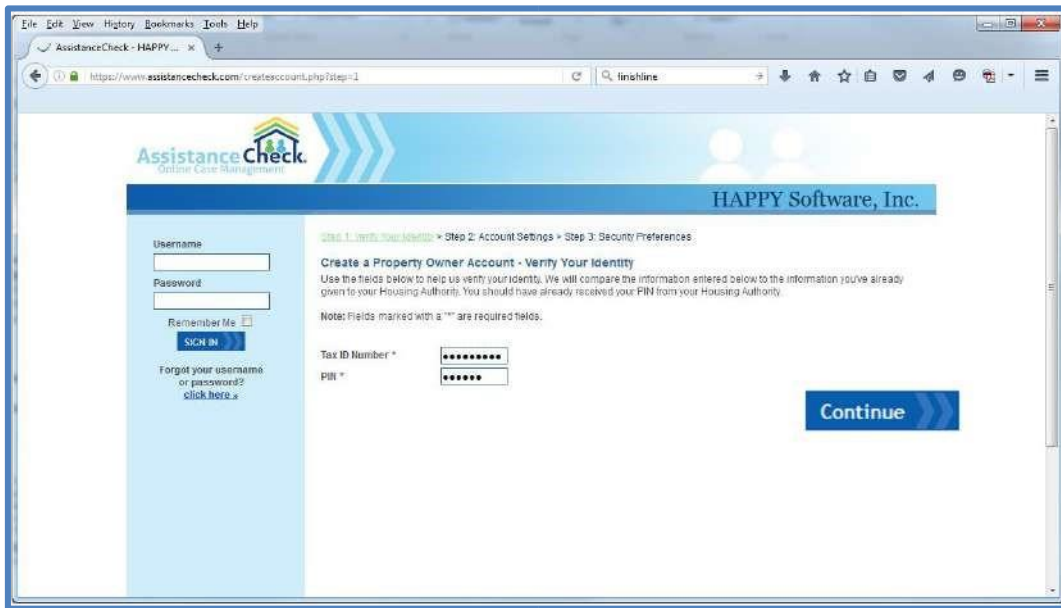 File Edit View History Bookmarks Tools Help
AssistanceCheck - HAPPY ... × +
https://www.assistancecheck.com/createaccount.php?step=1
finishline
Assistance Check.
Online Case Management
HAPPY Software, Inc.
Username
Password
Remember Me
SIGN IN
Forgot your username
or password?
click here »
Step 1: Verify Your Identity > Step 2: Account Settings > Step 3: Security Preferences
Create a Property Owner Account - Verify Your Identity
Use the fields below to help us verify your identity. We will compare the information entered below to the information you've already
given to your Housing Authority. You should have already received your PIN from your Housing Authority.
Note: Fields marked with a "*" are required fields.
Tax ID Number *
PIN *
Continue